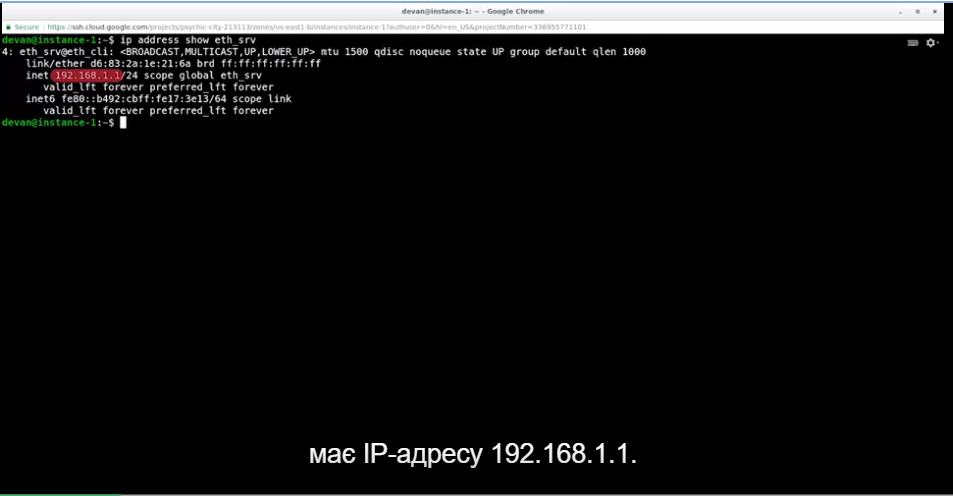 devan@instance-1: ~ - Google Chrome
Secure https://ssh.cloud.google.com/projects/psychic-city-213113/zones/us-east1-b/instances/instance-1?authuser=0&hl=en_US&projectNumber=336955771101
devan@instance-1:~$ ip address show eth_srv
4: eth_srv@eth_cli: <BROADCAST,MULTICAST,UP,LOWER_UP> mtu 1500 qdisc noqueue state UP group default qlen 1000
link/ether d6:83:2a:1e:21:6a brd ff:ff:ff:ff:ff:ff
inet 192.168.1.1/24 scope global eth_srv
valid_lft forever preferred_lft forever
inet6 fe80::b492:cbff:fe17:3e13/64 scope link
valid_lft forever preferred_lft forever
devan@instance-1:~$
має IP-адресу 192.168.1.1.